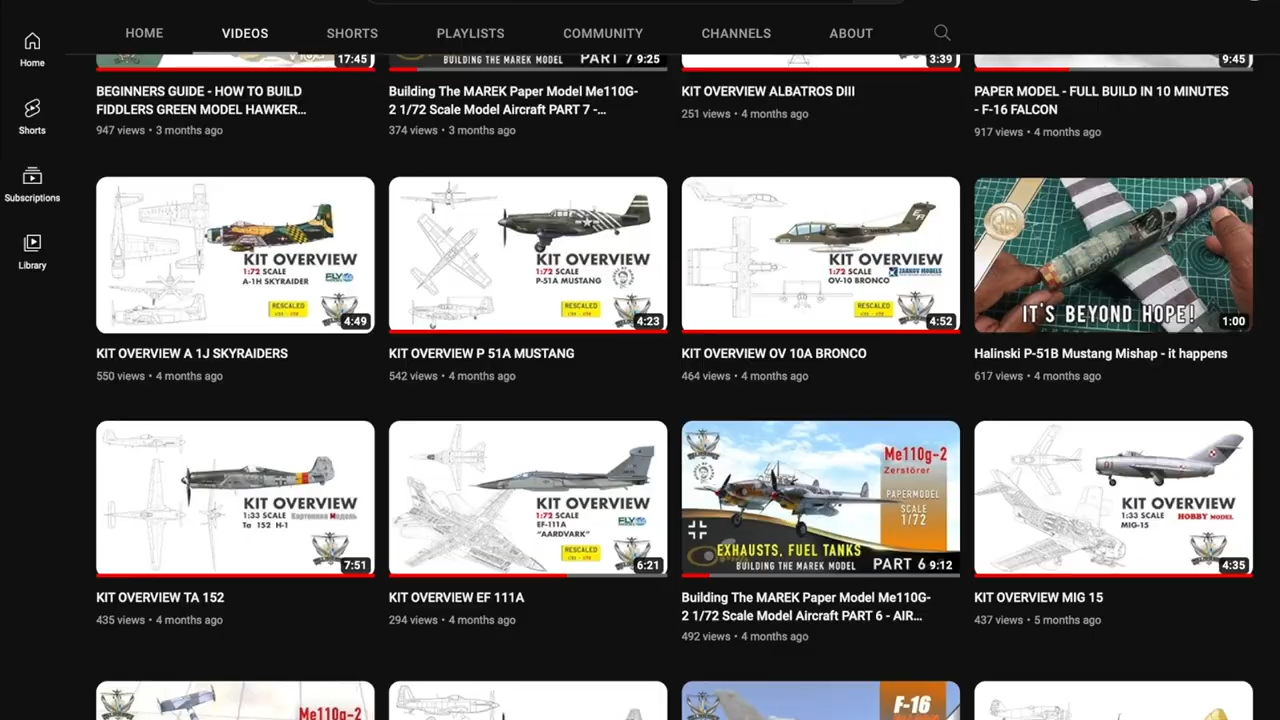 HOME VIDEOS SHORTS PLAYLISTS COMMUNITY CHANNELS ABOUT
Home
Shorts
Subscriptions
Library
17:45
BUILDING THE MAREK MODEL PART 7 9:25
3:39
9:45
BEGINNERS GUIDE - HOW TO BUILD
FIDDLERS GREEN MODEL HAWKER...
947 views • 3 months ago
Building The MAREK Paper Model Me110G-
2 1/72 Scale Model Aircraft PART 7 -...
374 views • 3 months ago
KIT OVERVIEW ALBATROS DIII
251 views • 4 months ago
PAPER MODEL - FULL BUILD IN 10 MINUTES
- F-16 FALCON
917 views • 4 months ago
KIT OVERVIEW
1:72 SCALE
A-1H SKYRAIDER
FLY
RESCALED
4:49
KIT OVERVIEW A 1J SKYRAIDERS
550 views • 4 months ago
KIT OVERVIEW
1:72 SCALE
P-51A MUSTANG
RESCALED
4:23
KIT OVERVIEW P 51A MUSTANG
542 views • 4 months ago
KIT OVERVIEW
1:72 SCALE
OV-10 BRONCO
ZARKOV MODELS
RESCALED
4:52
KIT OVERVIEW OV 10A BRONCO
464 views • 4 months ago
IT'S BEYOND HOPE!
1:00
Halinski P-51B Mustang Mishap - it happens
617 views • 4 months ago
KIT OVERVIEW
1:33 SCALE Картонная Модель
Ta 152 H-1
7:51
KIT OVERVIEW TA 152
435 views • 4 months ago
KIT OVERVIEW
1:72 SCALE
EF-111A
"AARDVARK"
FLY
RESCALED
6:21
KIT OVERVIEW EF 111A
294 views • 4 months ago
Me110g-2
Zerstörer
PAPERMODEL
SCALE
1/72
EXHAUSTS, FUEL TANKS
BUILDING THE MAREK MODEL PART 6 9:12
Building The MAREK Paper Model Me110G-
2 1/72 Scale Model Aircraft PART 6 - AIR...
492 views • 4 months ago
KIT OVERVIEW
1:33 SCALE HOBBY MODEL
MIG-15
4:35
KIT OVERVIEW MIG 15
437 views • 5 months ago
Me110g-2
F-16